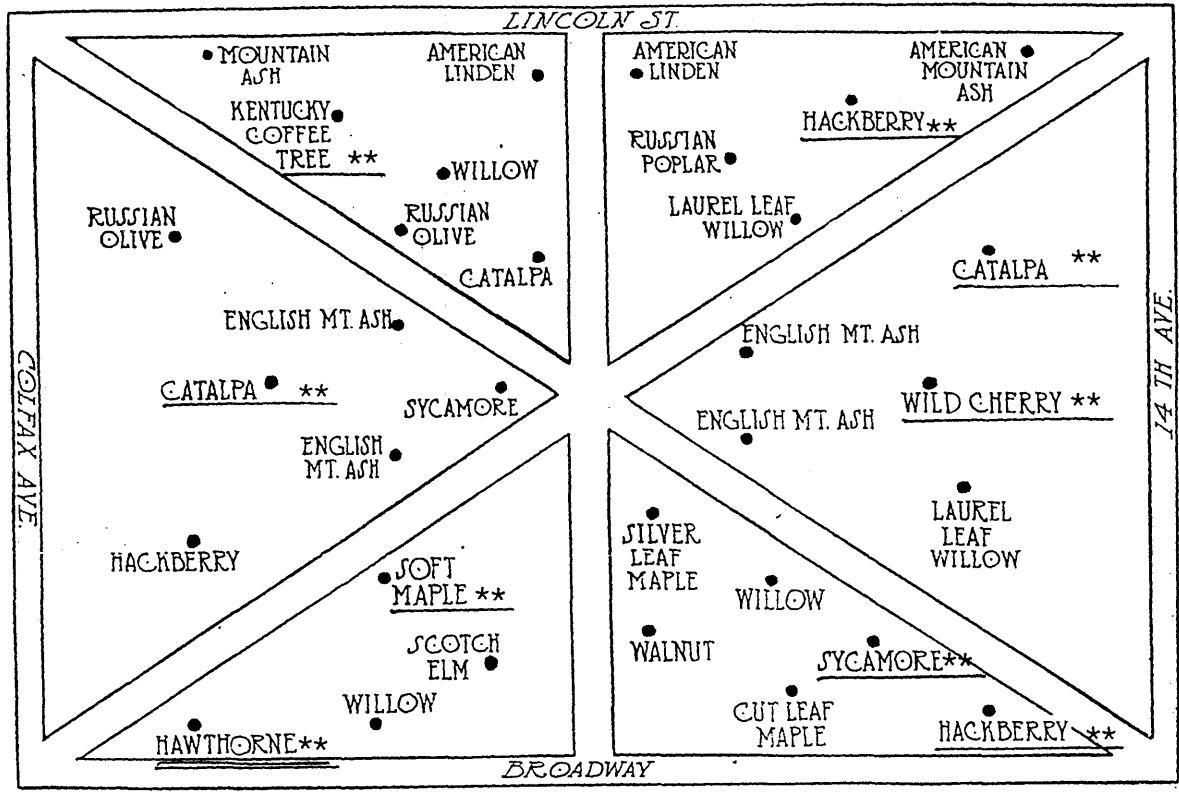 LINCOLN ST.
MOUNTAIN
ASH
AMERICAN
LINDEN
KENTUCKY
COFFEE
TREE **
WILLOW
RUSSIAN
OLIVE
CATALPA
AMERICAN
LINDEN
AMERICAN
MOUNTAIN
ASH
HACKBERRY**
RUSSIAN
POPLAR
LAUREL LEAF
WILLOW
COLFAX AVE.
RUSSIAN
OLIVE
ENGLISH MT. ASH
CATALPA **
SYCAMORE
ENGLISH
MT. ASH
HACKBERRY
CATALPA **
ENGLISH MT. ASH
WILD CHERRY **
ENGLISH MT. ASH
LAUREL
LEAF
WILLOW
14 TH AVE.
SOFT
MAPLE **
SCOTCH
ELM
WILLOW
HAWTHORNE**
SILVER
LEAF
MAPLE
WILLOW
WALNUT
SYCAMORE**
CUT LEAF
MAPLE
HACKBERRY **
BROADWAY